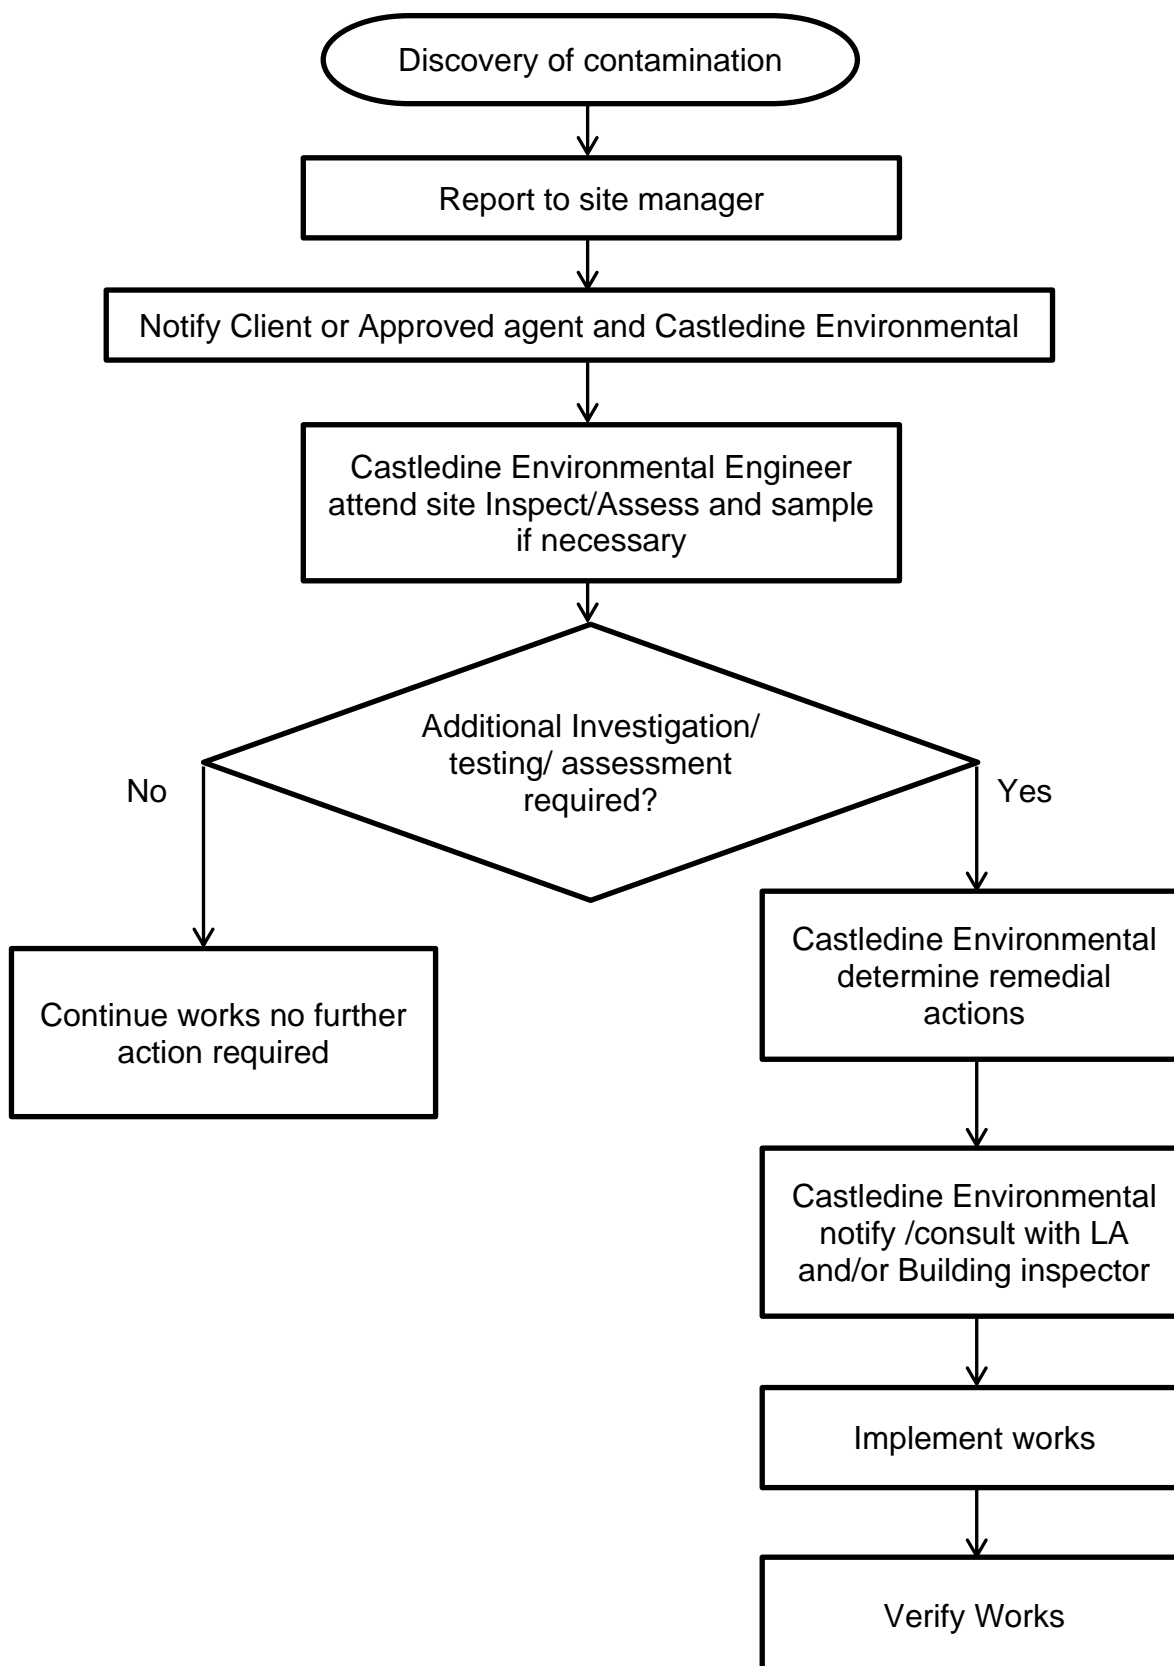 Discovery of contamination
Report to site manager
Notify Client or Approved agent and Castledine Environmental
Castledine Environmental Engineer
attend site Inspect/Assess and sample
if necessary
Additional Investigation/
testing/ assessment
required?
No
Yes
Continue works no further
action required
Castledine Environmental
determine remedial
actions
Castledine Environmental
notify /consult with LA
and/or Building inspector
Implement works
Verify Works